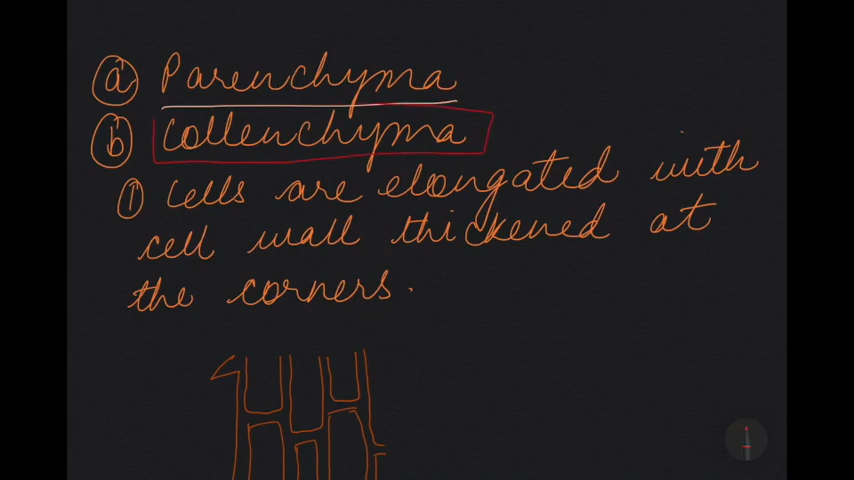 (a) Parenchyma
(b) Collenchyma
(1) Cells are elongated with
cell wall thickened at
the corners.